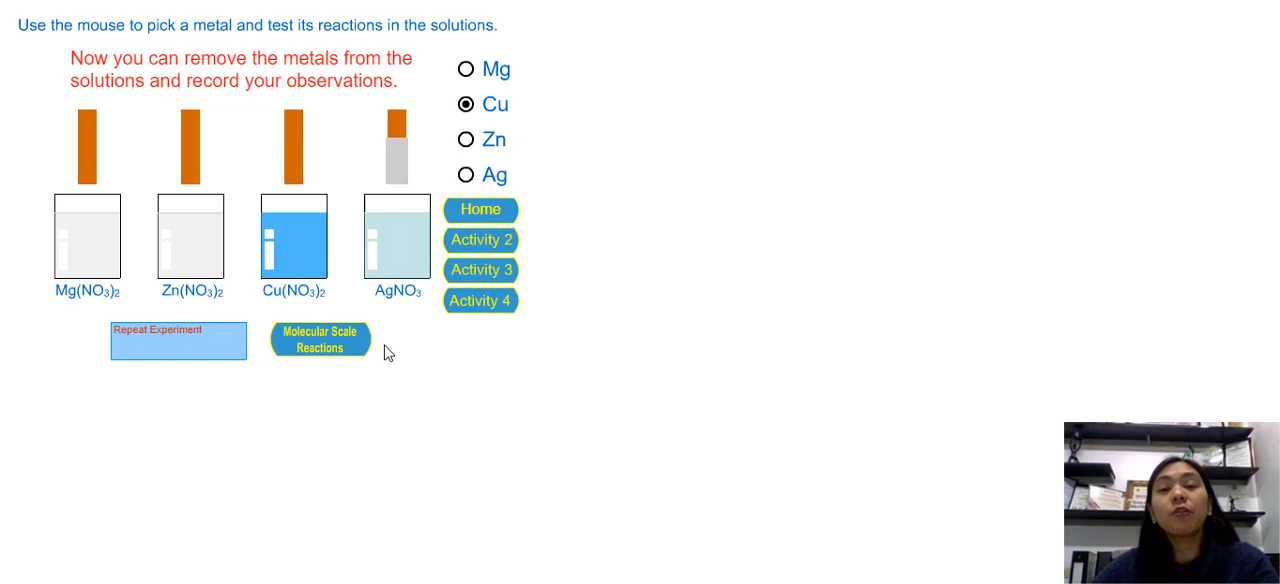 Use the mouse to pick a metal and test its reactions in the solutions.
Now you can remove the metals from the
solutions and record your observations.
Mg
Cu
Zn
Ag
Home
Activity 2
Activity 3
Activity 4
Mg(NO₃)₂
Zn(NO₃)₂
Cu(NO₃)₂
AgNO₃
Repeat Experiment
Molecular Scale
Reactions